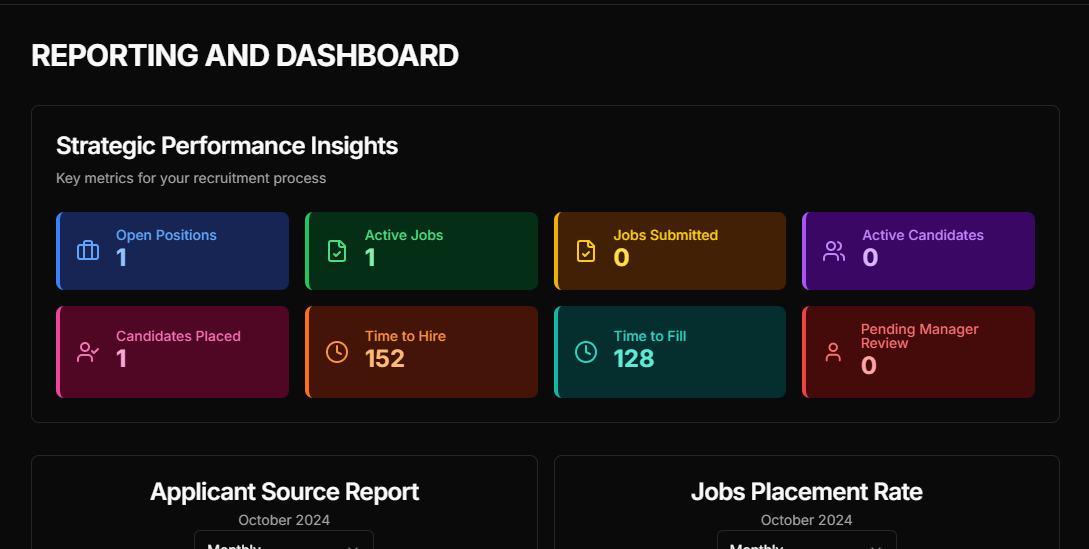 REPORTING AND DASHBOARD
Strategic Performance Insights
Key metrics for your recruitment process
Open Positions
1
Active Jobs
1
Jobs Submitted
0
Active Candidates
0
Candidates Placed
1
Time to Hire
152
Time to Fill
128
Pending Manager
Review
0
Applicant Source Report
October 2024
Monthly
Jobs Placement Rate
October 2024
Monthly